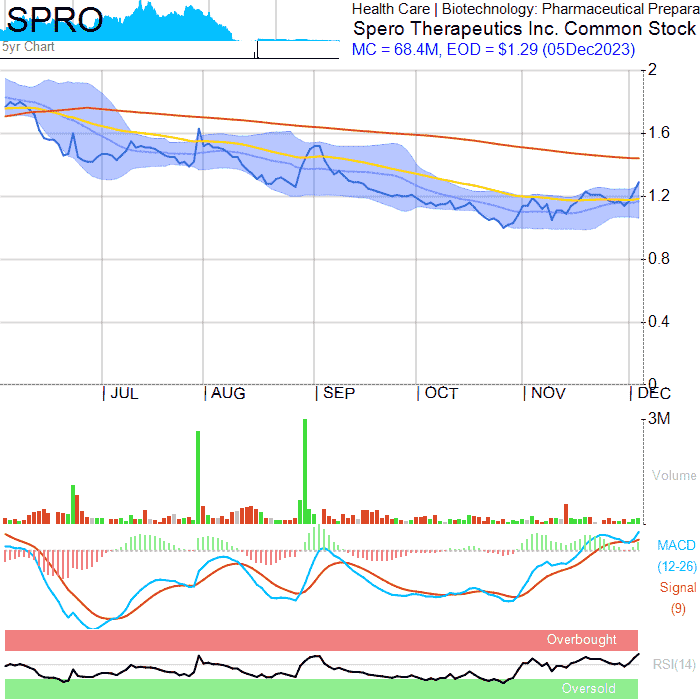 SPRO
Health Care | Biotechnology: Pharmaceutical Prepara
Spero Therapeutics Inc. Common Stock
5yr Chart
MC = 68.4M, EOD = $1.29 (05Dec2023)
2
1.6
1.2
0.8
0.4
0
JUL
AUG
SEP
OCT
NOV
DEC
3M
Volume
MACD
(12-26)
Signal
(9)
Overbought
RSI(14)
Oversold